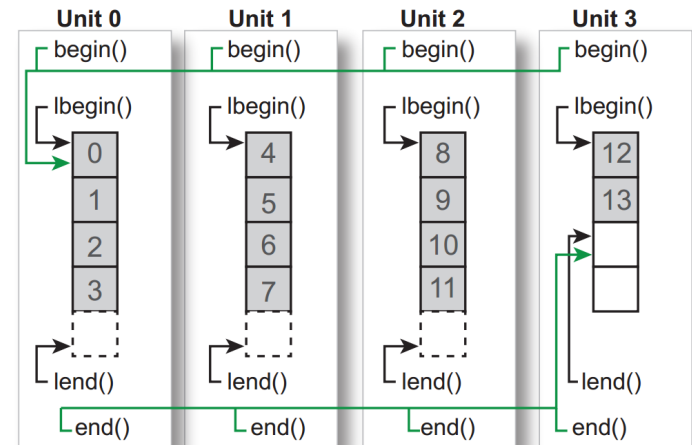 Unit 0 Unit 1 Unit 2 Unit 3
begin() begin() begin() begin()
lbegin() lbegin() lbegin() lbegin()
0 4 8 12
1 5 9 13
2 6 10
3 7 11
lend() lend() lend() lend()
end() end() end() end()